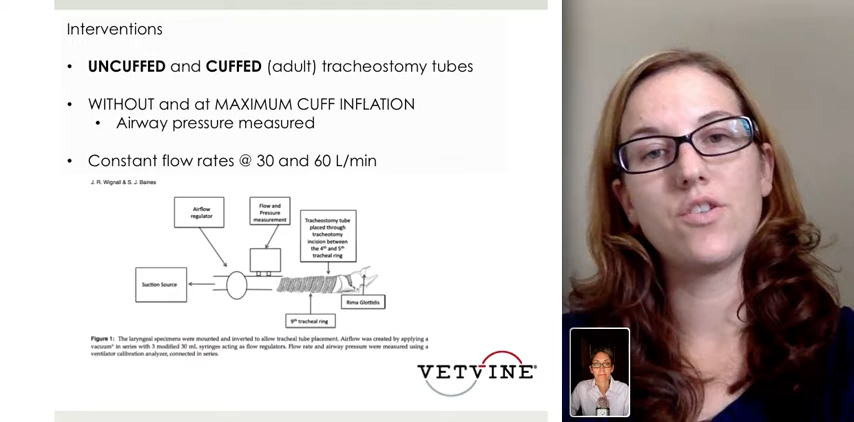 Interventions
• UNCUFFED and CUFFED (adult) tracheostomy tubes
• WITHOUT and at MAXIMUM CUFF INFLATION
• Airway pressure measured
• Constant flow rates @ 30 and 60 L/min
J. R. Wignall & S. J. Baines
Airflow
regulator
Flow and
Pressure
measurement
Tracheostomy tube
placed through
tracheotomy
incision between
the 4th and 5th
tracheal ring
Suction Source
Rima Glottidis
9th tracheal ring
Figure 1: The laryngeal specimens were mounted and inverted to allow tracheal tube placement. Airflow was created by applying a
vacuum in series with 3 modified 30 mL syringes acting as flow regulators. Flow rate and airway pressure were measured using a
ventilator calibration analyzer, connected in series.
VETVINE